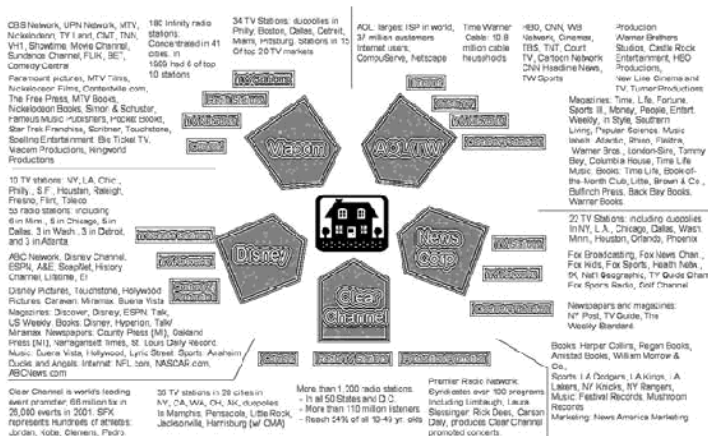 CBS Network, UPN Network, MTV,
Nickelodeon, TV Land, CMT, TNN,
VH1, Showtime, Movie Channel,
Sundance Channel, FLIX, BET,
Comedy Central
Paramount pictures, MTV Films,
Nickelodeon Films, Contentville.com,
The Free Press, MTV Books,
Nickelodeon Books, Simon & Schuster,
Famous Music Publishers, Pocket Books,
Star Trek Franchise, Scribner, Touchstone,
Spelling Entertainment, Big Ticket TV,
Viacom Productions, Kingworld
Productions
180 Infinity radio
stations:
Concentrated in 41
cities. In
1999 had 6 of top
10 stations
34 TV Stations: duopolies in
Philly, Boston, Dallas, Detroit,
Miami, Pittsburg. Stations in 15
Of top 20 TV markets
AOL: largest ISP in world,
37 million customers
Internet users;
CompuServe, Netscape
Time Warner
Cable: 10.8
million cable
households
HBO, CNN, WB
Network, Cinemax,
TBS, TNT, Court
TV, Cartoon Network
CNN Headline News,
TW Sports
Production
Warner Brothers
Studios, Castle Rock
Entertainment, HBO
Productions,
New Line Cinema and
TV, Turner Productions
Magazines: Time, Life, Fortune,
Sports Ill., Money, People, Entert.
Weekly, In Style, Southern
Living, Popular Science. Music
labels: Atlantic, Rhino, Elektra,
Warner Bros., London-Sire, Tommy
Boy, Columbia House, Time Life
Music. Books: Time Life, Book-of-
the-Month Club, Little, Brown & Co.,
Bulfinch Press, Back Bay Books,
Warner Books.
Viacom
AOL/TW
10 TV stations: NY, LA, Chic.,
Phily., S.F., Houston, Raleigh,
Fresno, Flint, Toledo
55 radio stations: including
6 in Minn., 5 in Chicago, 5 in
Dallas, 3 in Wash., 3 in Detroit,
and 3 in Atlanta
ABC Network, Disney Channel,
ESPN, A&E, SoapNet, History
Channel, Lifetime, E!
Disney Pictures, Touchstone, Hollywood
Pictures, Caravan, Miramax, Buena Vista
Magazines: Discover, Disney, ESPN, Talk,
US Weekly. Books: Disney, Hyperion, Talk/
Miramax. Newspapers: County Press (MI), Oakland
Press (MI), Narragansett Times, St. Louis Daily Record.
Music: Buena Vista, Hollywood, Lyric Street. Sports: Anaheim
Ducks and Angels. Internet: NFL.com, NASCAR.com,
ABCNews.com
Disney
News
Corp
Clear
Channel
22 TV Stations: including duopolies
In NY, L.A., Chicago, Dallas, Wash.
Minn., Houston, Orlando, Phoenix
Fox Broadcasting, Fox News Chan.,
Fox Kids, Fox Sports, Health Netw.,
FX, Nat'l Geographic, TV Guide Chan
Fox Sports Radio, Golf Channel
Newspapers and magazines:
NY Post, TV Guide, The
Weekly Standard
Books: Harper Collins, Regan Books,
Amistad Books, William Morrow &
Co.,
Sports: LA Dodgers, LA Kings, LA
Lakers, NY Knicks, NY Rangers,
Music: Festival Records, Mushroom
Records
Marketing: News America Marketing
Clear Channel is world's leading
event promoter, 66 million for
26,000 events in 2001. SFX
represents hundreds of athletes:
Jordan, Kobe, Clemens, Pedro
36 TV stations in 28 cities in
NY, CA, WA, OH, AK, duopolies
In Memphis, Pensacola, Little Rock,
Jacksonville, Harrisburg (w/ CMA)
More than 1,200 radio stations
- In all 50 States and D.C.
- More than 110 million listeners
- Reach 54% of all 18-49 yr. olds
Premier Radio Network:
Syndicates over 100 programs
Including Limbaugh, Laura
Slessinger, Rick Dees, Carson
Daly, produces Clear Channel
promoted concerts